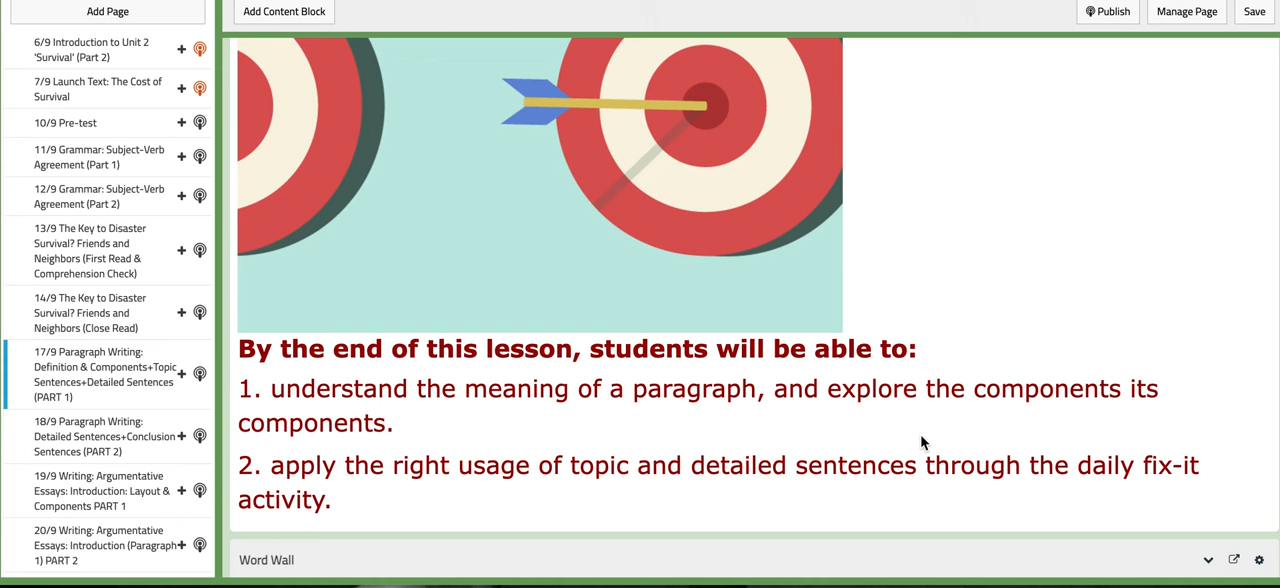 Add Page
Add Content Block
Publish
Manage Page
Save
6/9 Introduction to Unit 2
'Survival' (Part 2)
7/9 Launch Text: The Cost of
Survival
10/9 Pre-test
11/9 Grammar: Subject-Verb
Agreement (Part 1)
12/9 Grammar: Subject-Verb
Agreement (Part 2)
13/9 The Key to Disaster
Survival? Friends and
Neighbors (First Read &
Comprehension Check)
14/9 The Key to Disaster
Survival? Friends and
Neighbors (Close Read)
17/9 Paragraph Writing:
Definition & Components+Topic
Sentences+Detailed Sentences
(PART 1)
18/9 Paragraph Writing:
Detailed Sentences+Conclusion
Sentences (PART 2)
19/9 Writing: Argumentative
Essays: Introduction: Layout &
Components PART 1
20/9 Writing: Argumentative
Essays: Introduction (Paragraph
1) PART 2
By the end of this lesson, students will be able to:
1. understand the meaning of a paragraph, and explore the components its
components.
2. apply the right usage of topic and detailed sentences through the daily fix-it
activity.
Word Wall